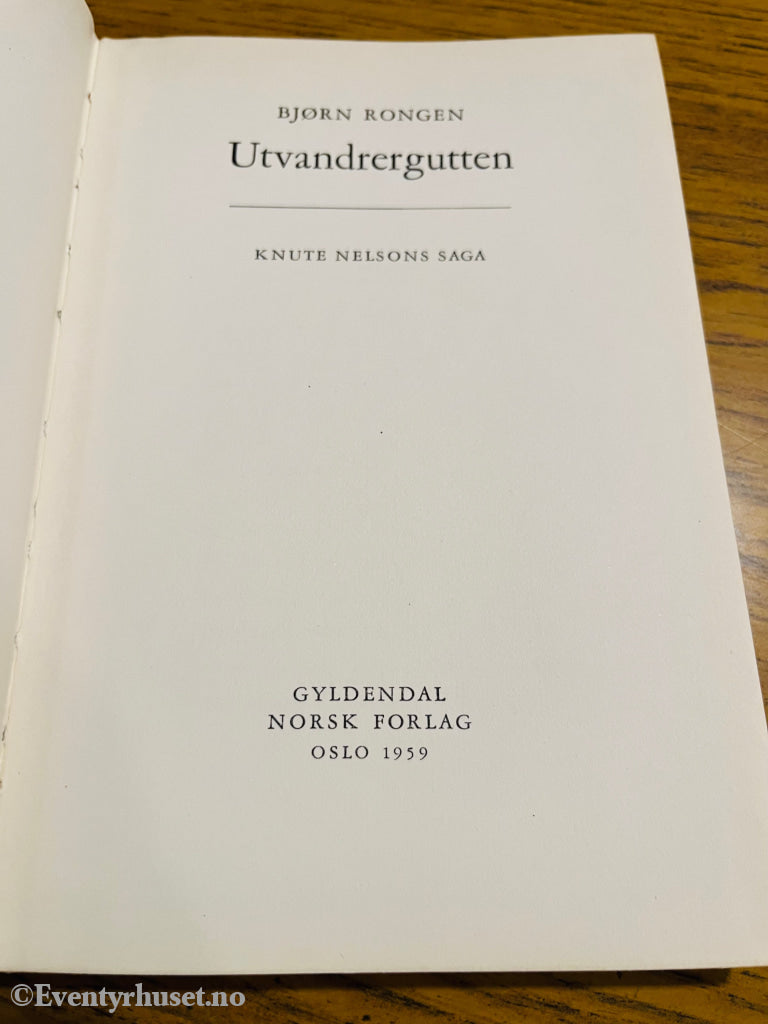 BJØRN RONGEN
Utvandrergutten
KNUTE NELSONS SAGA
GYLDENDAL
NORSK FORLAG
OSLO 1959
©Eventyrhuset.no